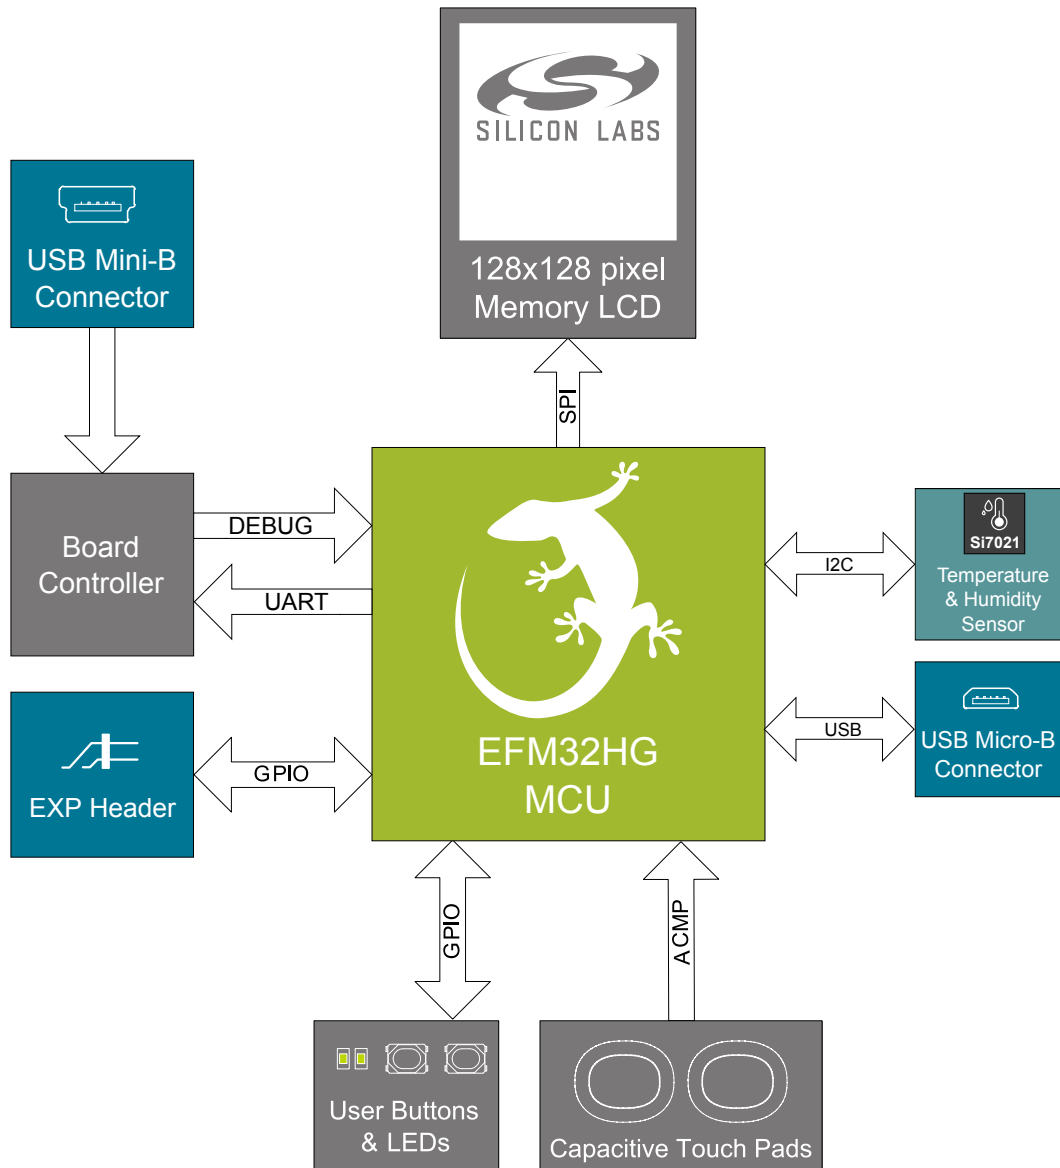 SILICON LABS
128x128 pixel
Memory LCD
USB Mini-B
Connector
SPI
Board
Controller
DEBUG
UART
EFM32HG
MCU
I2C
Si7021
Temperature
& Humidity
Sensor
USB
USB Micro-B
Connector
GPIO
EXP Header
GPIO
ACMP
User Buttons
& LEDs
Capacitive Touch Pads